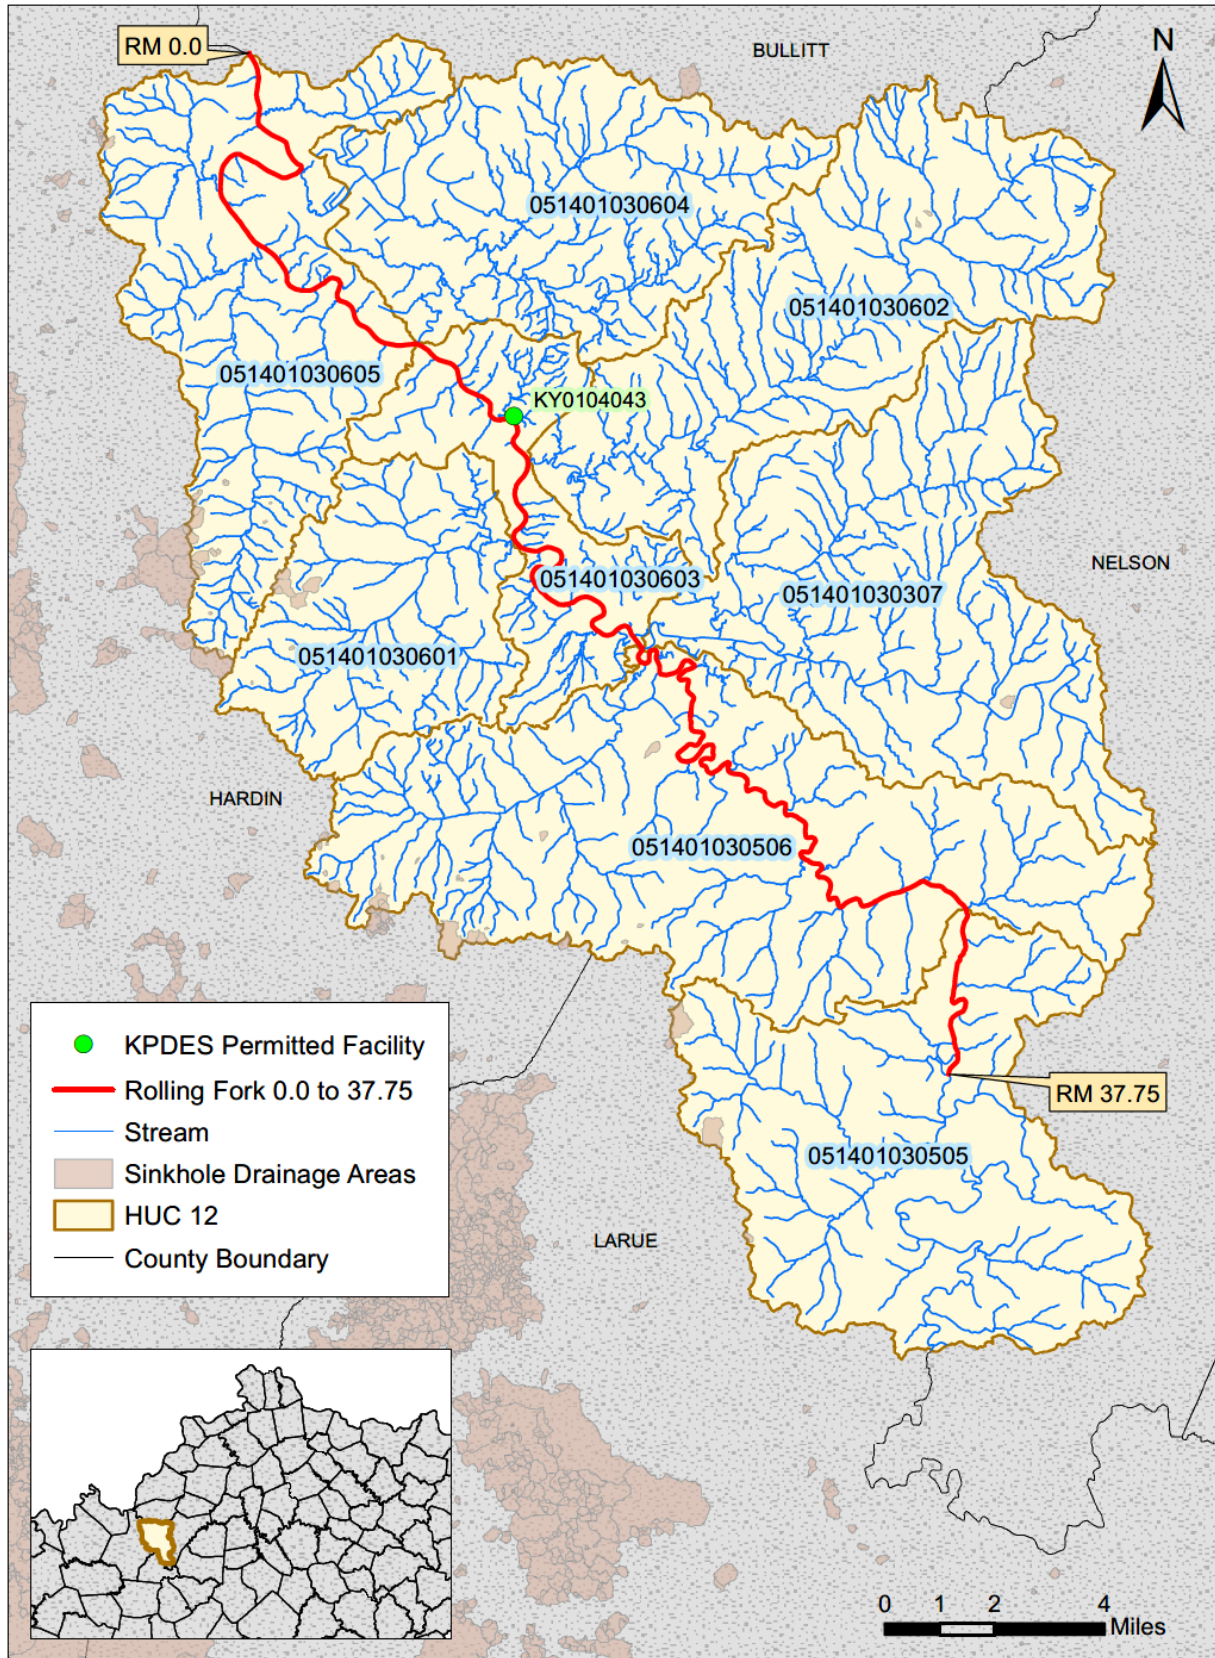 RM 0.0
BULLITT
N
051401030604
051401030602
051401030605
KY0104043
NELSON
051401030603
051401030307
051401030601
HARDIN
051401030506
KPDES Permitted Facility
Rolling Fork 0.0 to 37.75
Stream
Sinkhole Drainage Areas
HUC 12
County Boundary
RM 37.75
051401030505
LARUE
0 1 2 4
Miles